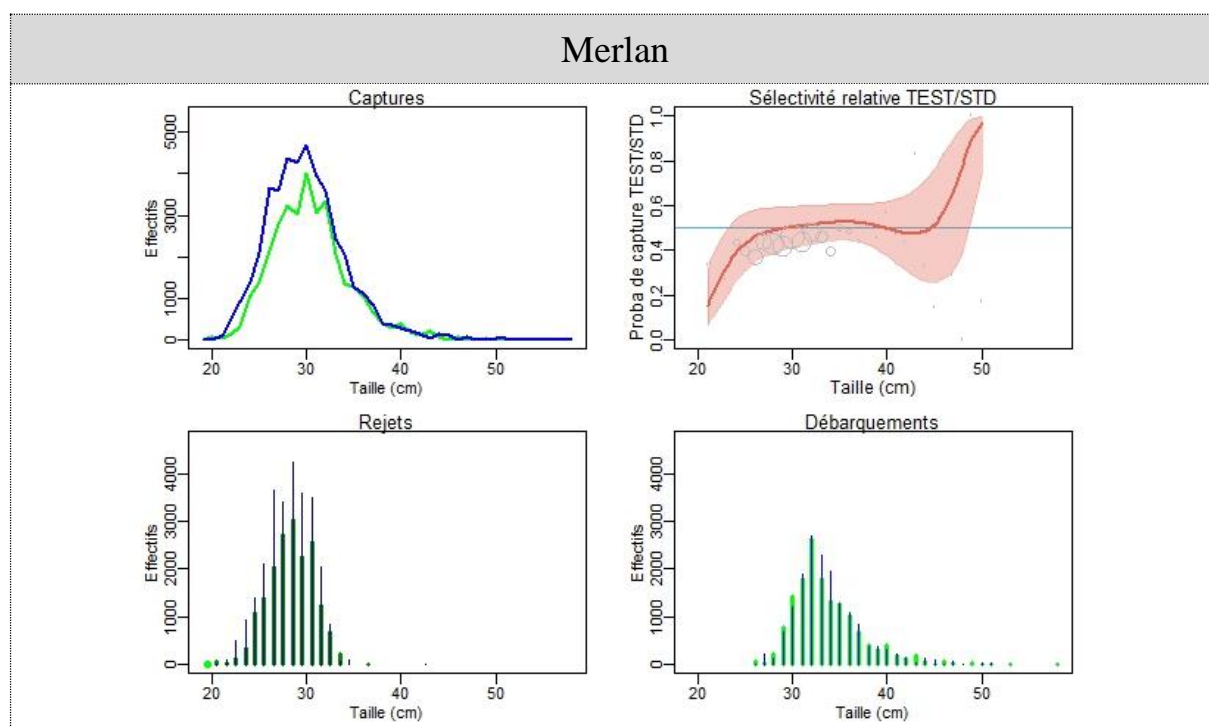 Merlan
Captures
Effectifs
5000
3000
1000
0
20 30 40 50
Taille (cm)
Sélectivité relative TEST/STD
Proba de capture TEST/STD
1.0
0.8
0.6
0.4
0.2
0.0
20 30 40 50
Taille (cm)
Rejets
Effectifs
4000
3000
2000
1000
0
20 30 40 50
Taille (cm)
Débarquements
Effectifs
4000
3000
2000
1000
0
20 30 40 50
Taille (cm)